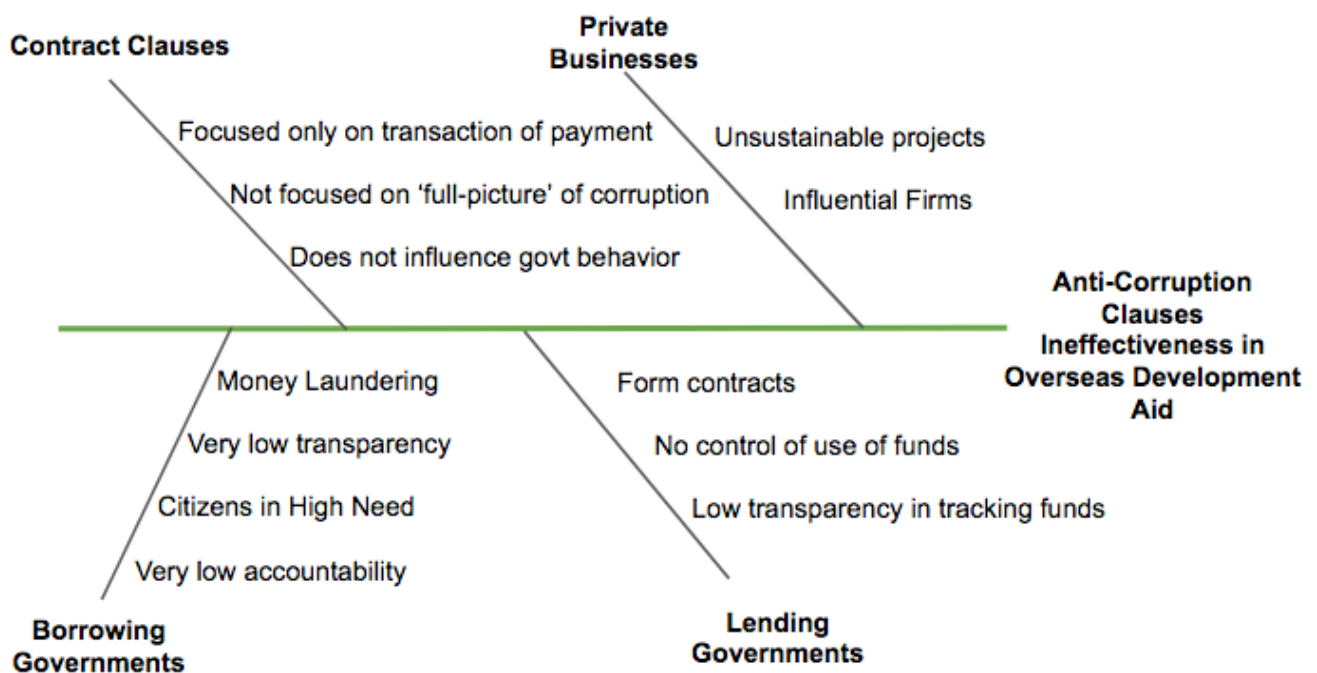 Contract Clauses
Private
Businesses
Focused only on transaction of payment
Not focused on ‘full-picture’ of corruption
Does not influence govt behavior
Unsustainable projects
Influential Firms
Anti-Corruption
Clauses
Ineffectiveness in
Overseas Development
Aid
Money Laundering
Very low transparency
Citizens in High Need
Very low accountability
Borrowing
Governments
Form contracts
No control of use of funds
Low transparency in tracking funds
Lending
Governments